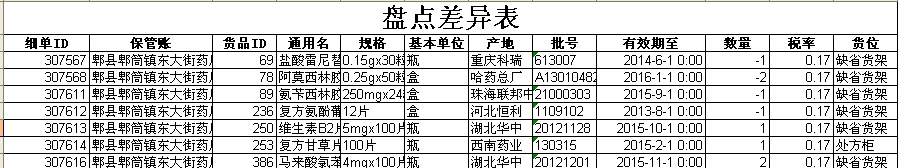 盘点差异表
细单ID 保管账 货品ID 通用名 规格 基本单位 产地 批号 有效期至 数量 税率 货位
307567 郫县郫筒镇东大街药 69 盐酸雷尼替 0.15gx30粒 瓶 重庆科瑞 613007 2014-6-1 0:00 -1 0.17 缺省货架
307568 郫县郫筒镇东大街药 78 阿莫西林胶 0.25gx50 盒 哈药总厂 A13010482 2016-1-1 0:00 -2 0.17 缺省货架
307611 郫县郫筒镇东大街药 89 氨苄西林胶 250mgx24 盒 珠海联邦中 21000303 2015-9-1 0:00 -1 0.17 缺省货架
307612 郫县郫筒镇东大街药 236 复方氨酚葡 12片 盒 河北恒利 1109102 2013-8-1 0:00 -1 0.17 缺省货架
307613 郫县郫筒镇东大街药 250 维生素B2片 5mgx100片 瓶 湖北华中 20121128 2015-10-1 0:00 1 0.17 缺省货架
307614 郫县郫筒镇东大街药 253 复方甘草片 100片 瓶 西南药业 130315 2015-2-1 0:00 1 0.17 处方柜
307616 郫县郫筒镇东大街药 386 马来酸氯苯 4mgx100片 瓶 湖北华中 20121201 2015-11-1 0:00 2 0.17 缺省货架